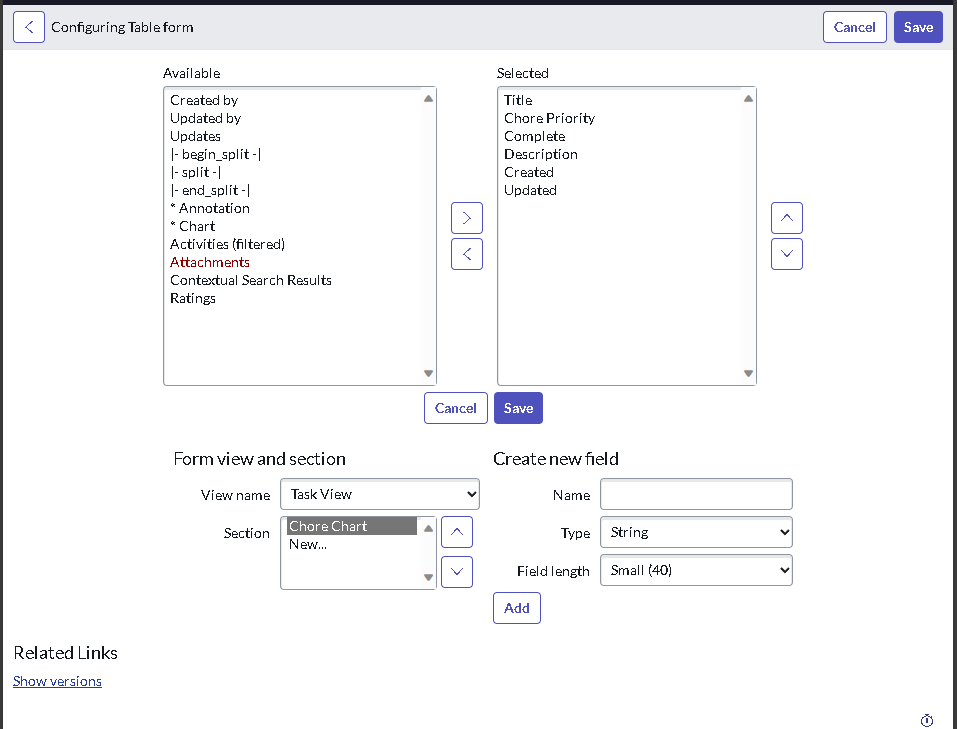 Configuring Table form
Cancel
Save
Available
Created by
Updated by
Updates
|- begin_split -|
|- split -|
|- end_split -|
* Annotation
* Chart
Activities (filtered)
Attachments
Contextual Search Results
Ratings
Selected
Title
Chore Priority
Complete
Description
Created
Updated
Cancel
Save
Form view and section
View name
Task View
Section
Chore Chart
New...
Create new field
Name
Type
String
Field length
Small (40)
Add
Related Links
Show versions